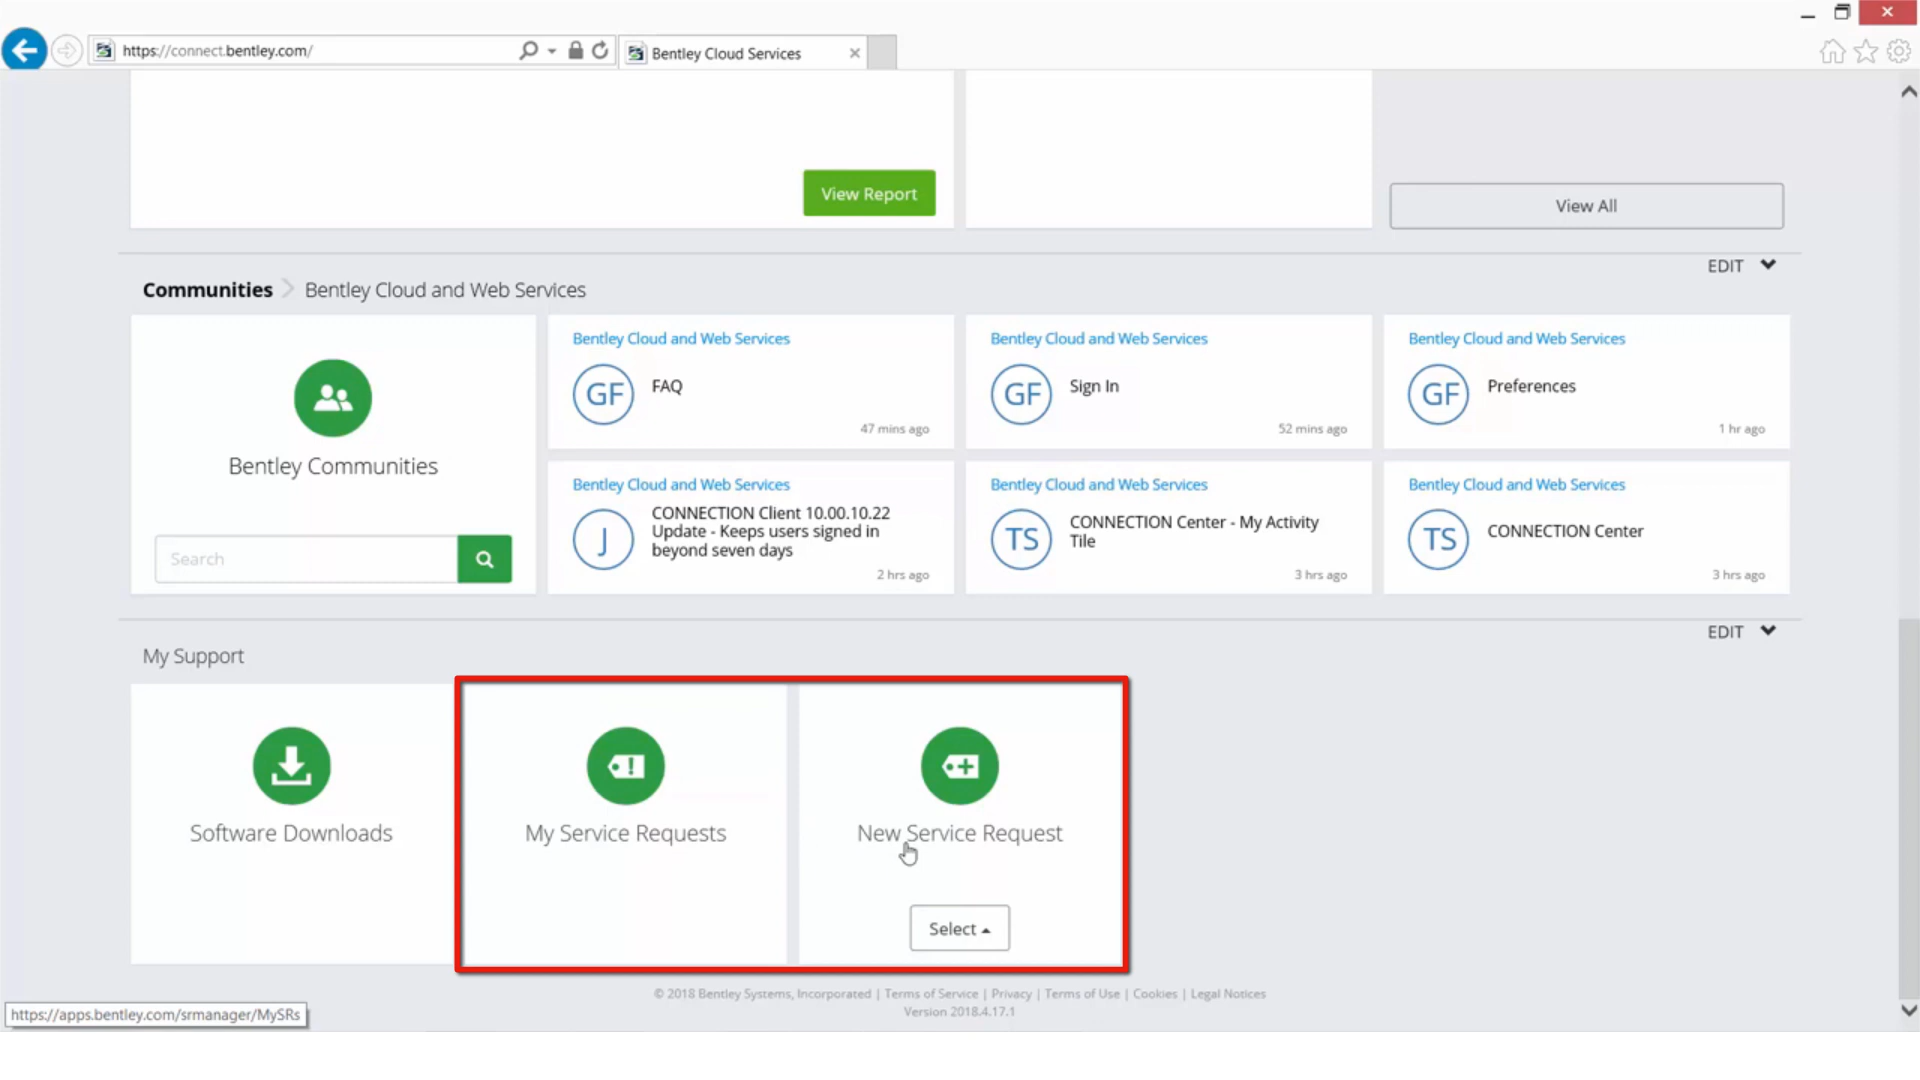 https://connect.bentley.com/
Bentley Cloud Services
View Report
View All
EDIT
Communities Bentley Cloud and Web Services
Bentley Communities
Search
Bentley Cloud and Web Services
GF FAQ
47 mins ago
Bentley Cloud and Web Services
GF Sign In
52 mins ago
Bentley Cloud and Web Services
GF Preferences
1 hr ago
Bentley Cloud and Web Services
J
CONNECTION Client 10.00.10.22
Update - Keeps users signed in
beyond seven days
2 hrs ago
Bentley Cloud and Web Services
TS
CONNECTION Center - My Activity
Tile
3 hrs ago
Bentley Cloud and Web Services
TS CONNECTION Center
3 hrs ago
EDIT
My Support
Software Downloads
My Service Requests
New Service Request
Select
© 2018 Bentley Systems, Incorporated | Terms of Service | Privacy | Terms of Use | Cookies | Legal Notices
Version 2018.4.17.1
https://apps.bentley.com/srmanager/MySRs